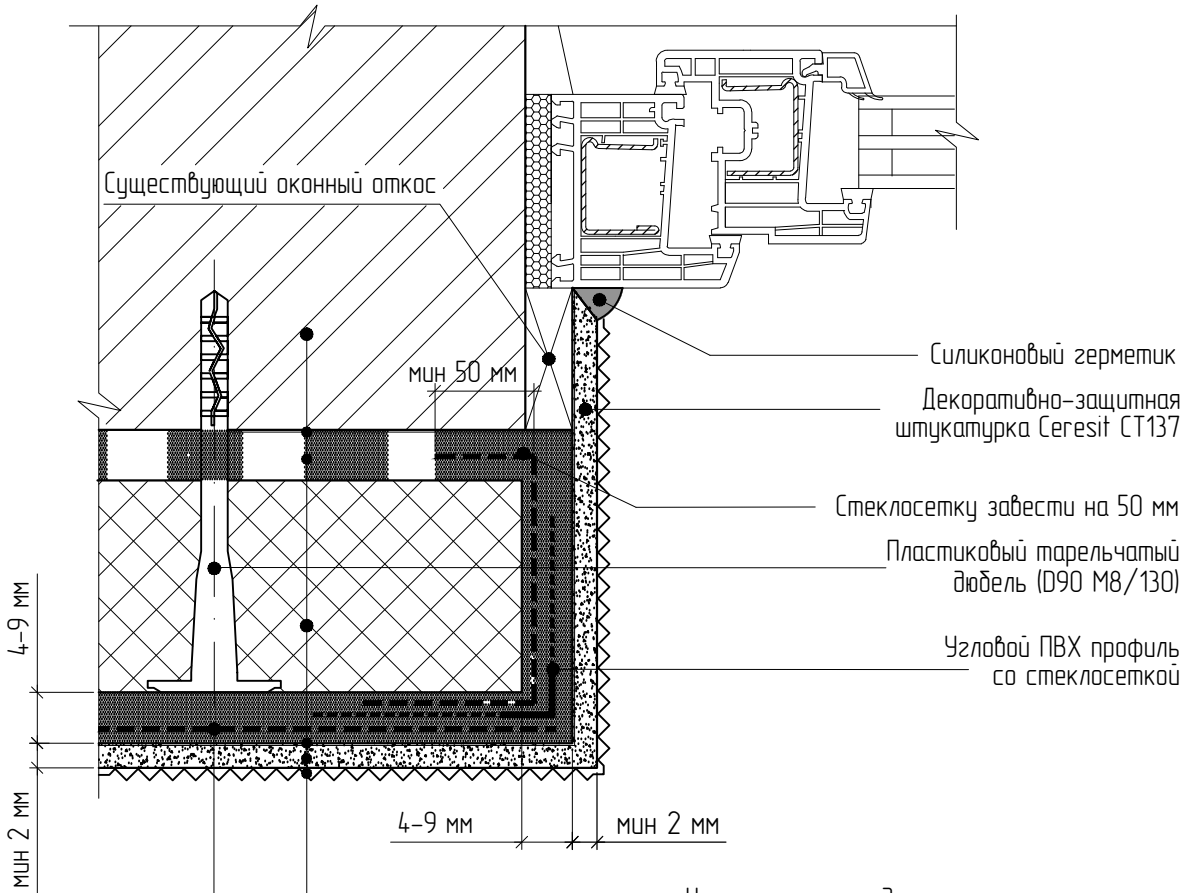 Существующий оконный откос
мин 50 мм
Силиконовый герметик
Декоративно-защитная
штукатурка Ceresit CT137
Стеклосетку завести на 50 мм
Пластиковый тарельчатый
дюбель (D90 М8/130)
Угловой ПВХ профиль
со стеклосеткой
4-9 мм
мин 2 мм
4-9 мм
мин 2 мм